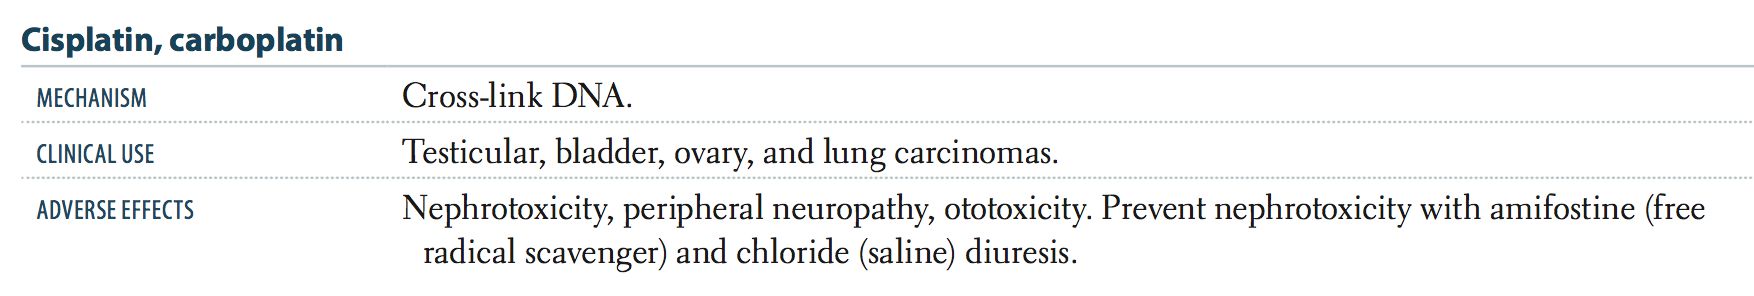 Cisplatin, carboplatin
MECHANISM Cross-link DNA.
CLINICAL USE Testicular, bladder, ovary, and lung carcinomas.
ADVERSE EFFECTS Nephrotoxicity, peripheral neuropathy, ototoxicity. Prevent nephrotoxicity with amifostine (free
radical scavenger) and chloride (saline) diuresis.